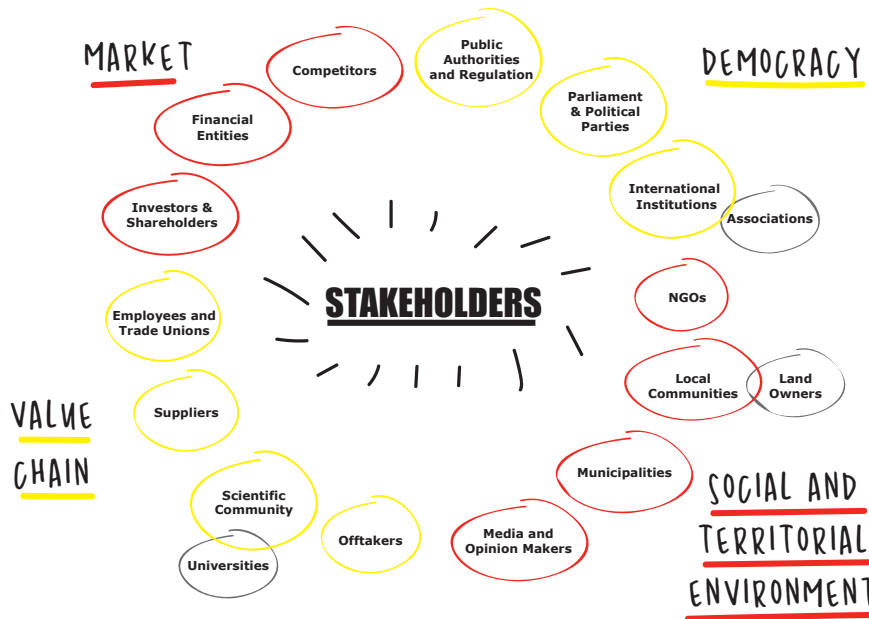 MARKET
Competitors
Public
Authorities
and Regulation
DEMOCRACY
Financial
Entities
Parliament
& Political
Parties
Investors &
Shareholders
International
Institutions
Associations
STAKEHOLDERS
NGOs
Employees and
Trade Unions
Local
Communities
Land
Owners
VALUE
CHAIN
Suppliers
Municipalities
Scientific
Community
Universities
Offtakers
Media and
Opinion Makers
SOCIAL AND
TERRITORIAL
ENVIRONMENT